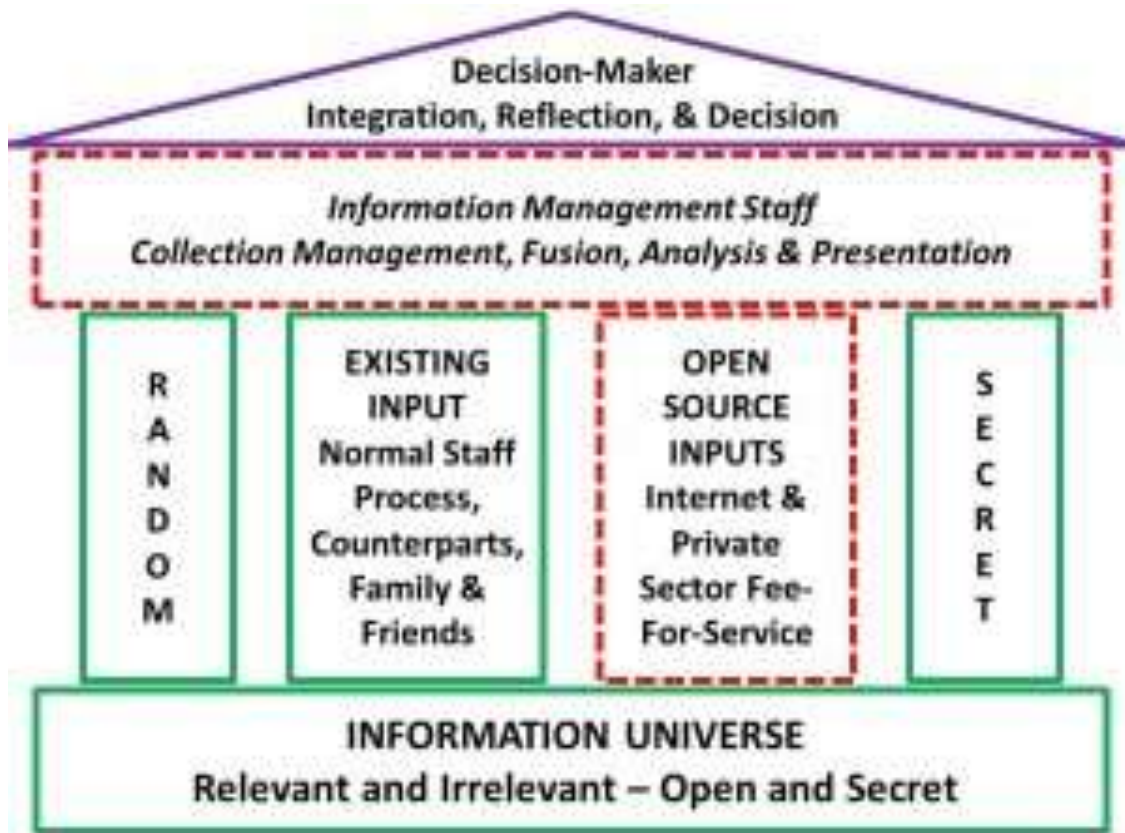 Decision-Maker
Integration, Reflection, & Decision
Information Management Staff
Collection Management, Fusion, Analysis & Presentation
RANDOM
EXISTING
INPUT
Normal Staff
Process,
Counterparts,
Family &
Friends
OPEN
SOURCE
INPUTS
Internet &
Private
Sector Fee-
For-Service
SECRET
INFORMATION UNIVERSE
Relevant and Irrelevant – Open and Secret